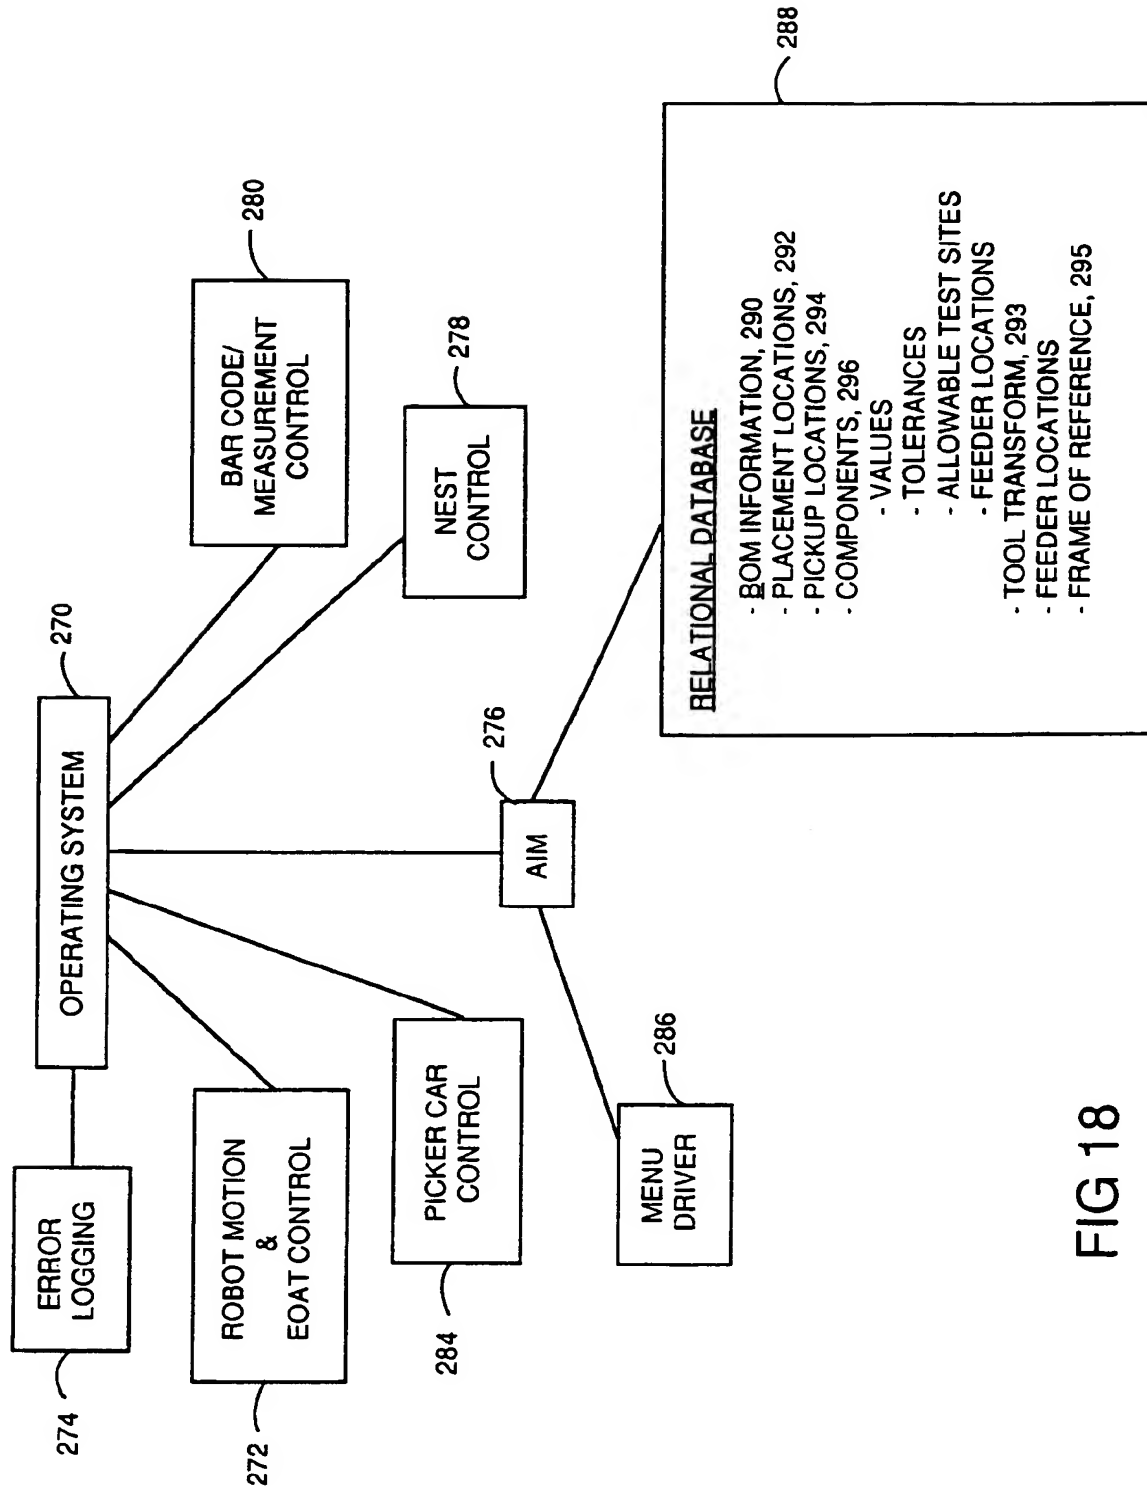 ERROR
LOGGING
274
OPERATING SYSTEM
270
ROBOT MOTION
&
EOAT CONTROL
272
PICKER CAR
CONTROL
284
BAR CODE/
MEASUREMENT
CONTROL
280
NEST
CONTROL
278
AIM
276
MENU
DRIVER
286
288
RELATIONAL DATABASE
- BOM INFORMATION, 290
- PLACEMENT LOCATIONS, 292
- PICKUP LOCATIONS, 294
- COMPONENTS, 296
- VALUES
- TOLERANCES
- ALLOWABLE TEST SITES
- FEEDER LOCATIONS
- TOOL TRANSFORM, 293
- FEEDER LOCATIONS
- FRAME OF REFERENCE, 295
FIG 18